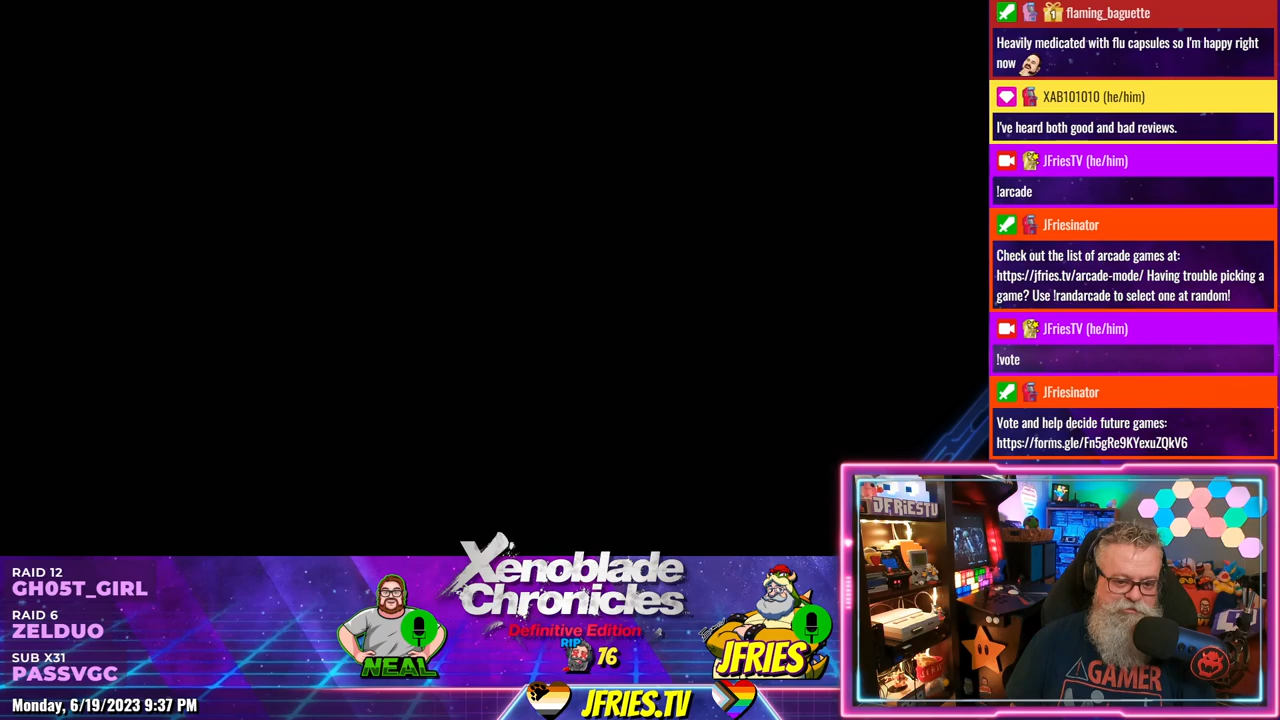 flaming_baguette
Heavily medicated with flu capsules so I'm happy right
now
XAB101010 (he/him)
I've heard both good and bad reviews.
JFriesTV (he/him)
!arcade
JFriesinator
Check out the list of arcade games at:
https://jfries.tv/arcade-mode/ Having trouble picking a
game? Use !randarcade to select one at random!
JFriesTV (he/him)
!vote
JFriesinator
Vote and help decide future games:
https://forms.gle/Fn5gRe9KYexuZQkV6
JFRIESTV
GAMER
RAID 12
GH05T_GIRL
RAID 6
ZELDUO
SUB X31
PASSVGC
Monday, 6/19/2023 9:37 PM
NEAL
Xenoblade
Chronicles
Definitive Edition
RIP
76
JFRIES
JFRIES.TV